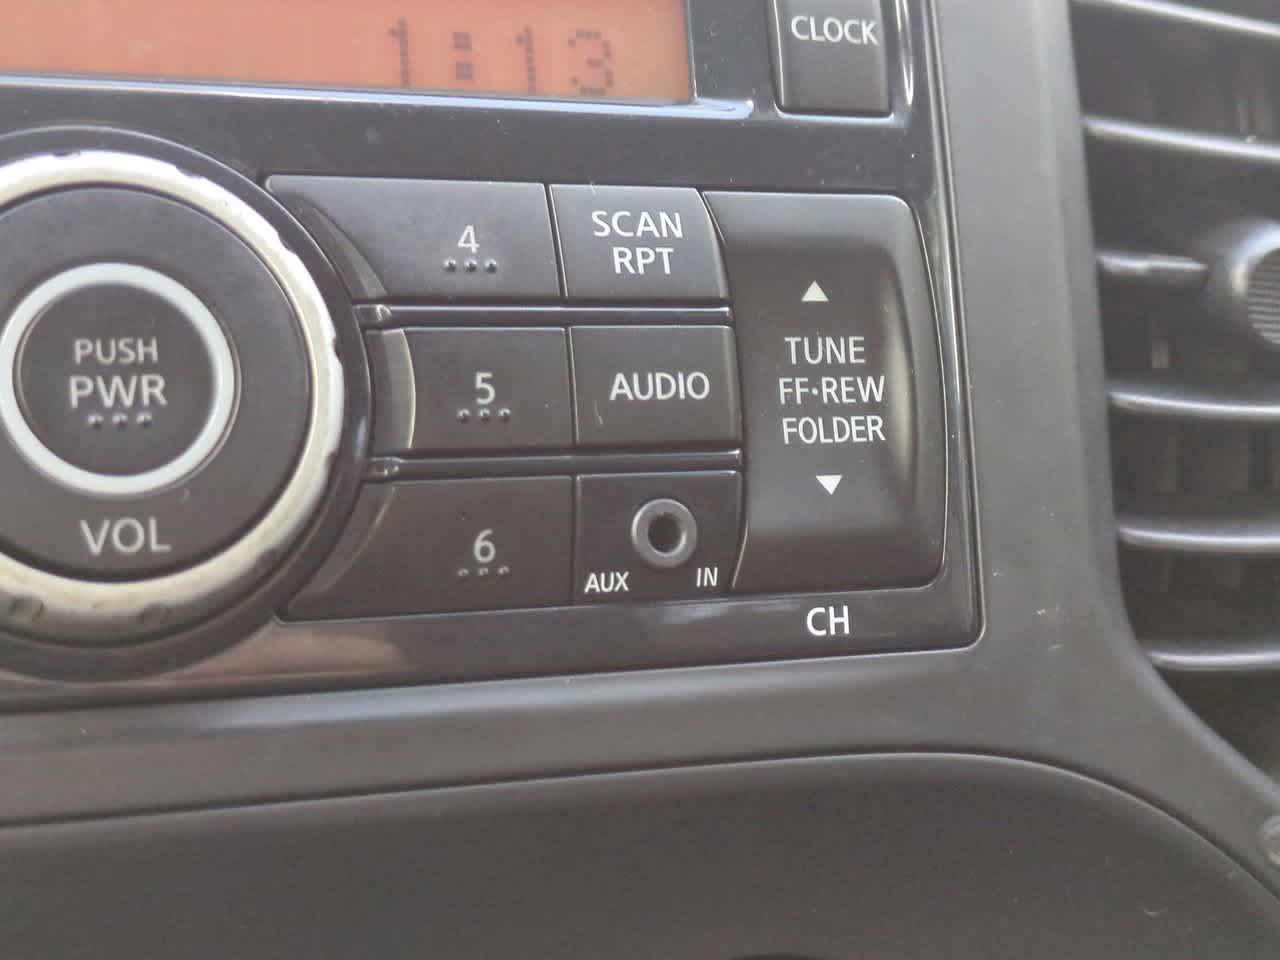 1:13
CLOCK
4
SCAN
RPT
PUSH
PWR
VOL
5
AUDIO
TUNE
FF·REW
FOLDER
6
AUX IN
CH